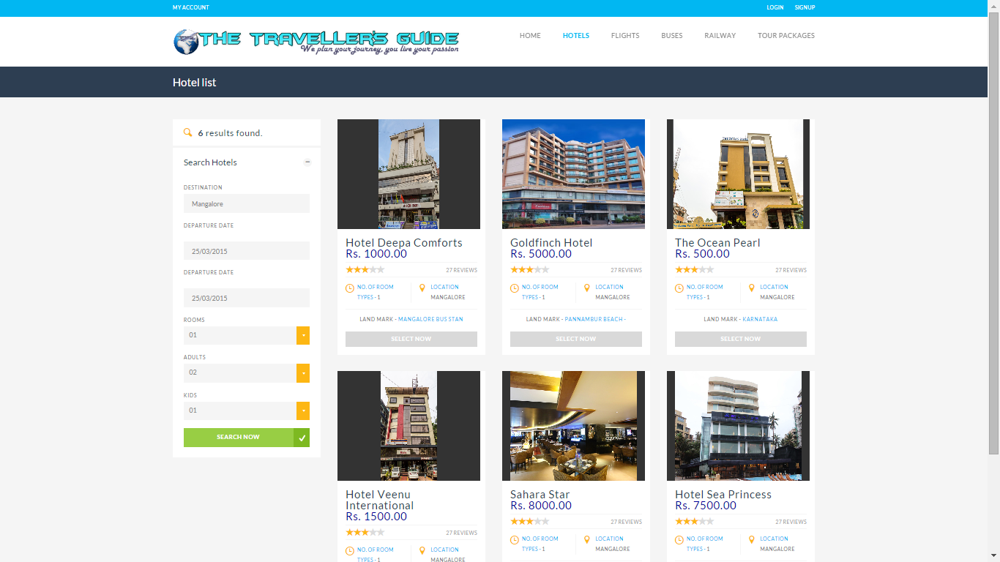 MY ACCOUNT
LOGIN SIGNUP
THE TRAVELLER'S GUIDE
We plan your journey, you live your passion
HOME HOTELS FLIGHTS BUSES RAILWAY TOUR PACKAGES
Hotel list
6 results found.
Search Hotels
DESTINATION
Mangalore
DEPARTURE DATE
25/03/2015
DEPARTURE DATE
25/03/2015
ROOMS
01
ADULTS
02
KIDS
01
SEARCH NOW
Hotel Deepa Comforts
Rs. 1000.00
27 REVIEWS
NO. OF ROOM
TYPES - 1
LOCATION
MANGALORE
LAND MARK - MANGALORE BUS STAN
SELECT NOW
Goldfinch Hotel
Rs. 5000.00
27 REVIEWS
NO. OF ROOM
TYPES - 1
LOCATION
MANGALORE
LAND MARK - PANNAMBUR BEACH -
SELECT NOW
The Ocean Pearl
Rs. 500.00
27 REVIEWS
NO. OF ROOM
TYPES - 1
LOCATION
MANGALORE
LAND MARK - KARNATAKA
SELECT NOW
Hotel Veenu
International
Rs. 1500.00
27 REVIEWS
NO. OF ROOM
TYPES - 1
LOCATION
MANGALORE
Sahara Star
Rs. 8000.00
27 REVIEWS
NO. OF ROOM
TYPES - 1
LOCATION
MANGALORE
Hotel Sea Princess
Rs. 7500.00
27 REVIEWS
NO. OF ROOM
TYPES - 1
LOCATION
MANGALORE